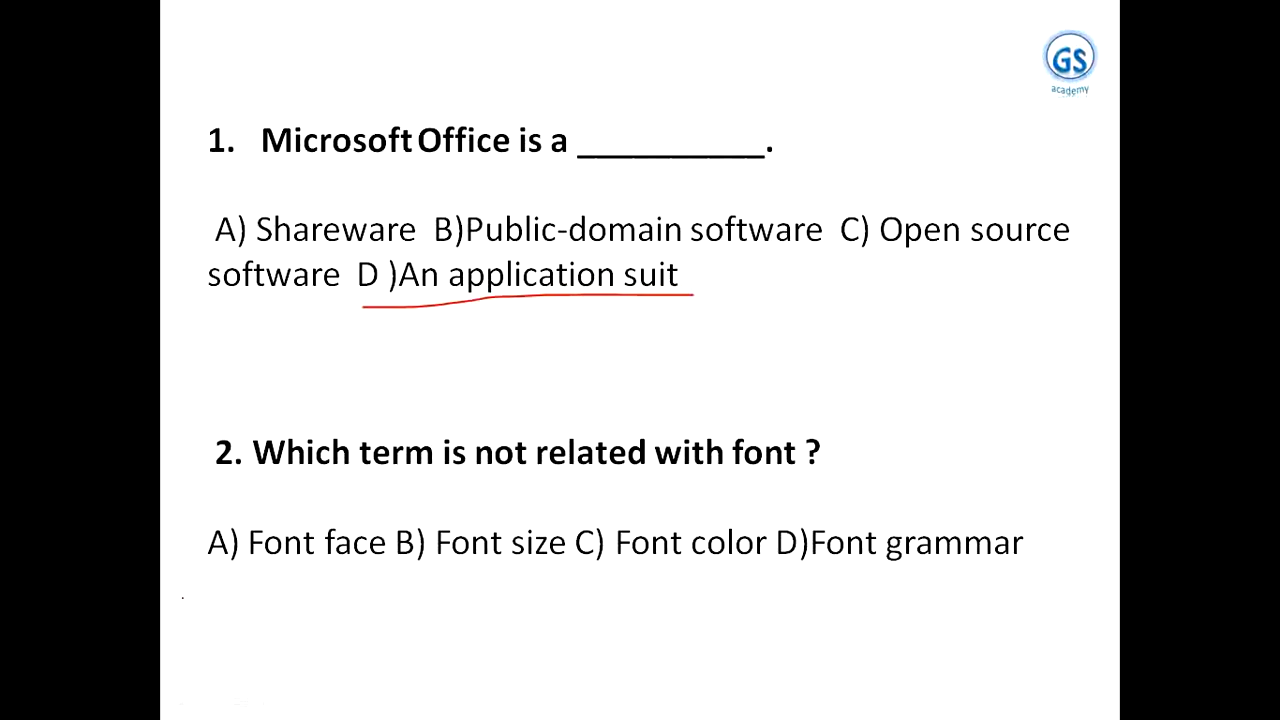 GS
academy
1. Microsoft Office is a __________.
A) Shareware B)Public-domain software C) Open source
software D )An application suit
2. Which term is not related with font ?
A) Font face B) Font size C) Font color D)Font grammar